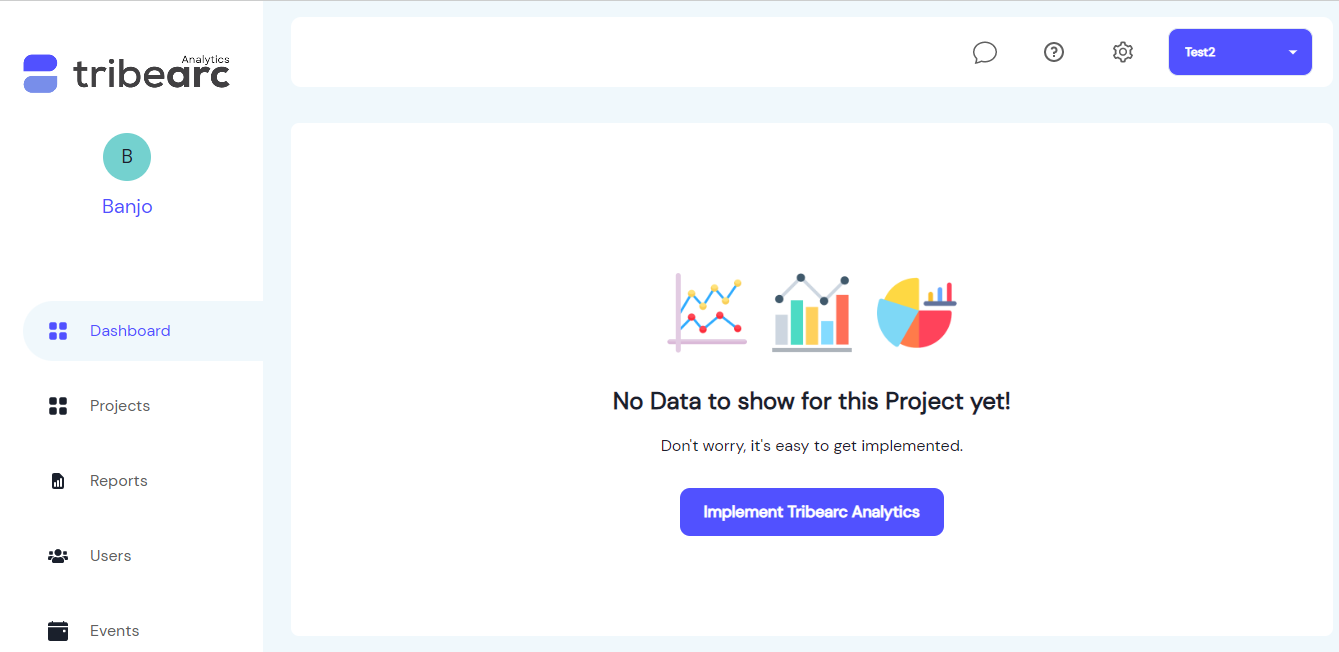 Analytics
tribearc
B
Banjo
Dashboard
Projects
Reports
Users
Events
Test2
No Data to show for this Project yet!
Don't worry, it's easy to get implemented.
Implement Tribearc Analytics